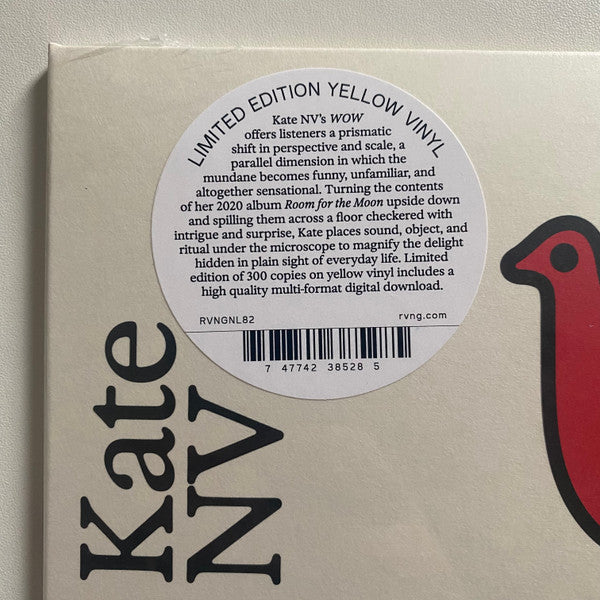 LIMITED EDITION YELLOW VINYL
Kate NV's WOW
offers listeners a prismatic
shift in perspective and scale, a
parallel dimension in which the
mundane becomes funny, unfamiliar, and
altogether sensational. Turning the contents
of her 2020 album Room for the Moon upside down
and spilling them across a floor checkered with
intrigue and surprise, Kate places sound, object, and
ritual under the microscope to magnify the delight
hidden in plain sight of everyday life. Limited
edition of 300 copies on yellow vinyl includes a
high quality multi-format digital download.
RVNGNL82
rvng.com
7 47742 38528 5
Kate
NV